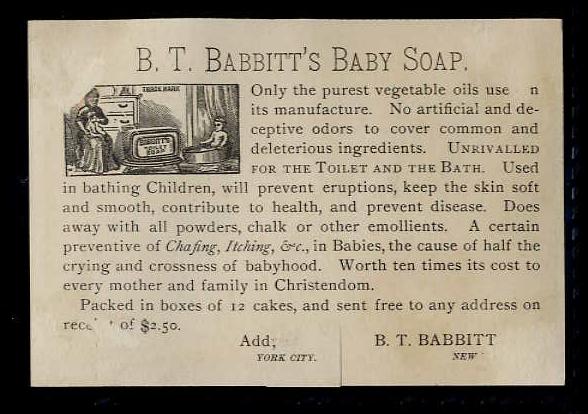 B. T. BABBITT'S BABY SOAP.
TRADE MARK
BABBITT'S
BEST
SOAP
Only the purest vegetable oils use n
its manufacture. No artificial and de-
ceptive odors to cover common and
deleterious ingredients. UNRIVALLED
FOR THE TOILET AND THE BATH. Used
in bathing Children, will prevent eruptions, keep the skin soft
and smooth, contribute to health, and prevent disease. Does
away with all powders, chalk or other emollients. A certain
preventive of Chafing, Itching, &c., in Babies, the cause of half the
crying and crossness of babyhood. Worth ten times its cost to
every mother and family in Christendom.
Packed in boxes of 12 cakes, and sent free to any address on
of $2.50.
B. T. BABBITT
YORK CITY.
NEW